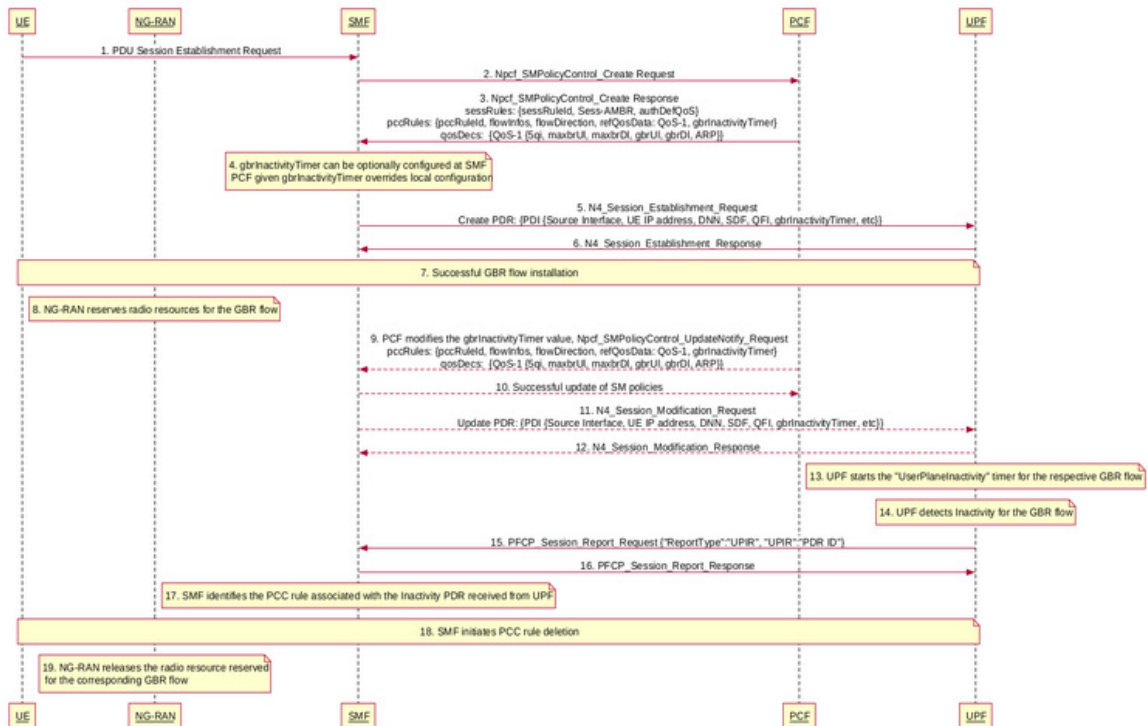 UE NG-RAN SMF PCF UPF
1. PDU Session Establishment Request
2. Npcf_SMPolicyControl_Create Request
3. Npcf_SMPolicyControl_Create Response
sessRules: {sessRuleId, Sess-AMBR, authDefQoS}
pccRules: {pccRuleId, flowInfos, flowDirection, refQosData: QoS-1, gbrInactivityTimer}
qosDecs: {QoS-1 {5qi, maxbrUl, maxbrDl, gbrUl, gbrDl, ARP}}
4. gbrInactivityTimer can be optionally configured at SMF
PCF given gbrInactivityTimer overrides local configuration
5. N4_Session_Establishment_Request
Create PDR: {PDI {Source Interface, UE IP address, DNN, SDF, QFI, gbrInactivityTimer, etc}}
6. N4_Session_Establishment_Response
7. Successful GBR flow installation
8. NG-RAN reserves radio resources for the GBR flow
9. PCF modifies the gbrInactivityTimer value, Npcf_SMPolicyControl_UpdateNotify_Request
pccRules: {pccRuleId, flowInfos, flowDirection, refQosData: QoS-1, gbrInactivityTimer}
qosDecs: {QoS-1 {5qi, maxbrUl, maxbrDl, gbrUl, gbrDl, ARP}}
10. Successful update of SM policies
11. N4_Session_Modification_Request
Update PDR: {PDI {Source Interface, UE IP address, DNN, SDF, QFI, gbrInactivityTimer, etc}}
12. N4_Session_Modification_Response
13. UPF starts the "UserPlaneInactivity" timer for the respective GBR flow
14. UPF detects Inactivity for the GBR flow
15. PFCP_Session_Report_Request {"ReportType":"UPIR", "UPIR":"PDR ID"}
16. PFCP_Session_Report_Response
17. SMF identifies the PCC rule associated with the Inactivity PDR received from UPF
18. SMF initiates PCC rule deletion
19. NG-RAN releases the radio resource reserved
for the corresponding GBR flow
UE NG-RAN SMF PCF UPF